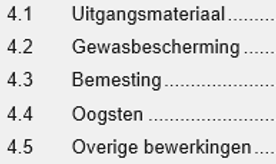 4.1 Uitgangsmateriaal..........
4.2 Gewasbescherming ......
4.3 Bemesting......................
4.4 Oogsten .........................
4.5 Overige bewerkingen ....